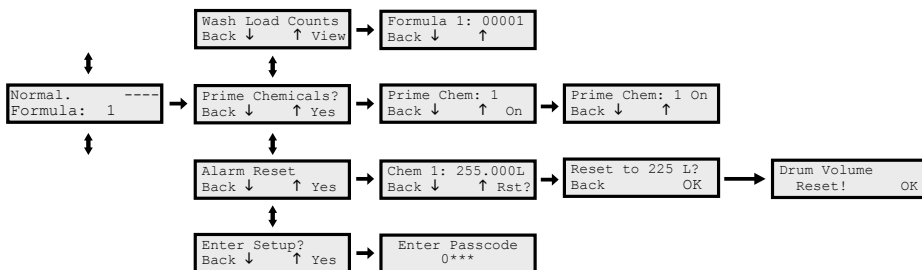 Wash Load Counts
Back ↓ ↑ View
Formula 1: 00001
Back ↓ ↑
Normal. ----
Formula: 1
Prime Chemicals?
Back ↓ ↑ Yes
Prime Chem: 1
Back ↓ ↑ On
Prime Chem: 1 On
Back ↓ ↑
Alarm Reset
Back ↓ ↑ Yes
Chem 1: 255.000L
Back ↓ ↑ Rst?
Reset to 225 L?
Back OK
Drum Volume
Reset! OK
Enter Setup?
Back ↓ ↑ Yes
Enter Passcode
0***